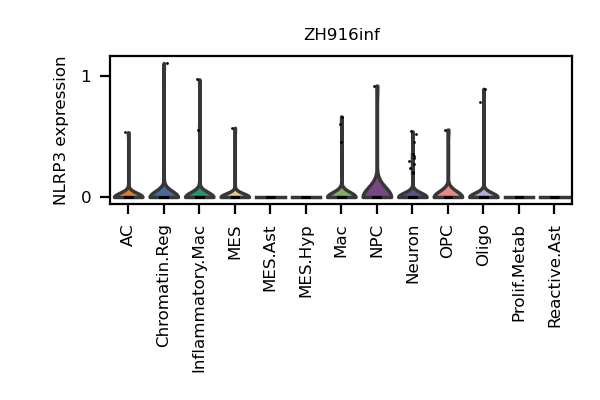 ZH916inf
NLRP3 expression
1
0
AC
Chromatin.Reg
Inflammatory.Mac
MES
MES.Ast
MES.Hyp
Mac
NPC
Neuron
OPC
Oligo
Prolif.Metab
Reactive.Ast